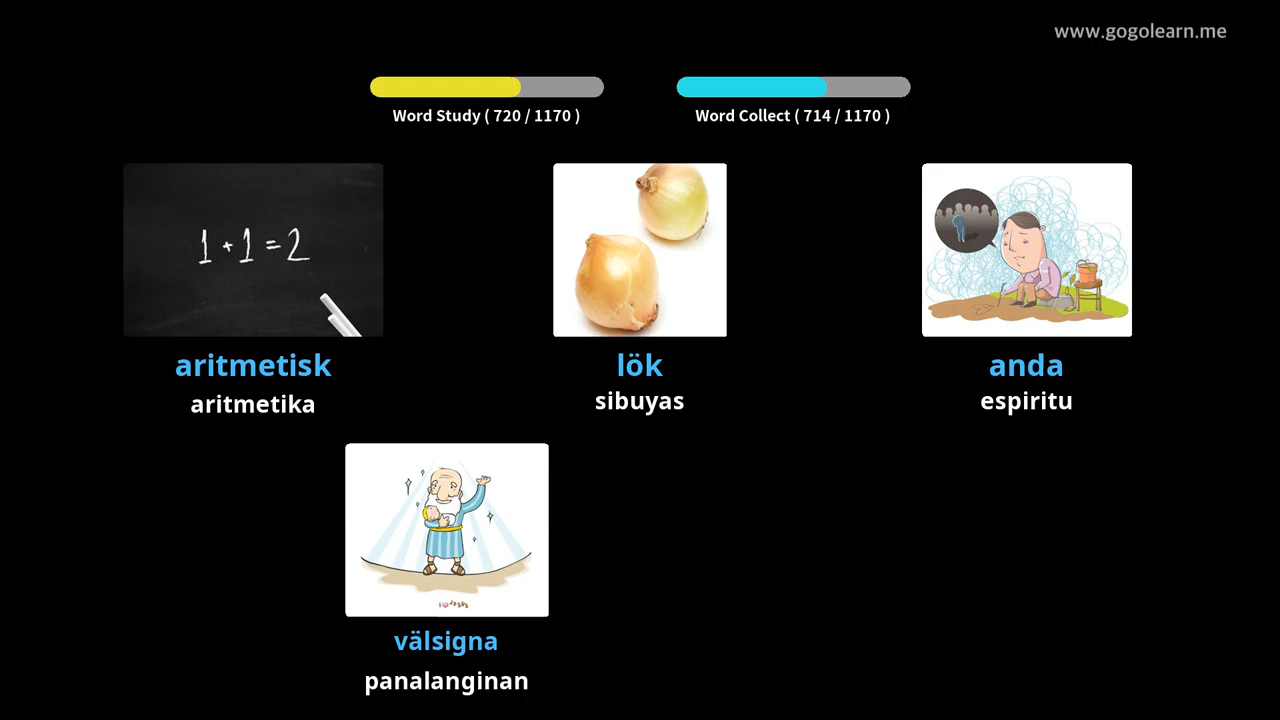 www.gogolearn.me
Word Study ( 720 / 1170 )
Word Collect ( 714 / 1170 )
1 + 1 = 2
aritmetisk
aritmetika
lök
sibuyas
anda
espiritu
välsigna
panalanginan